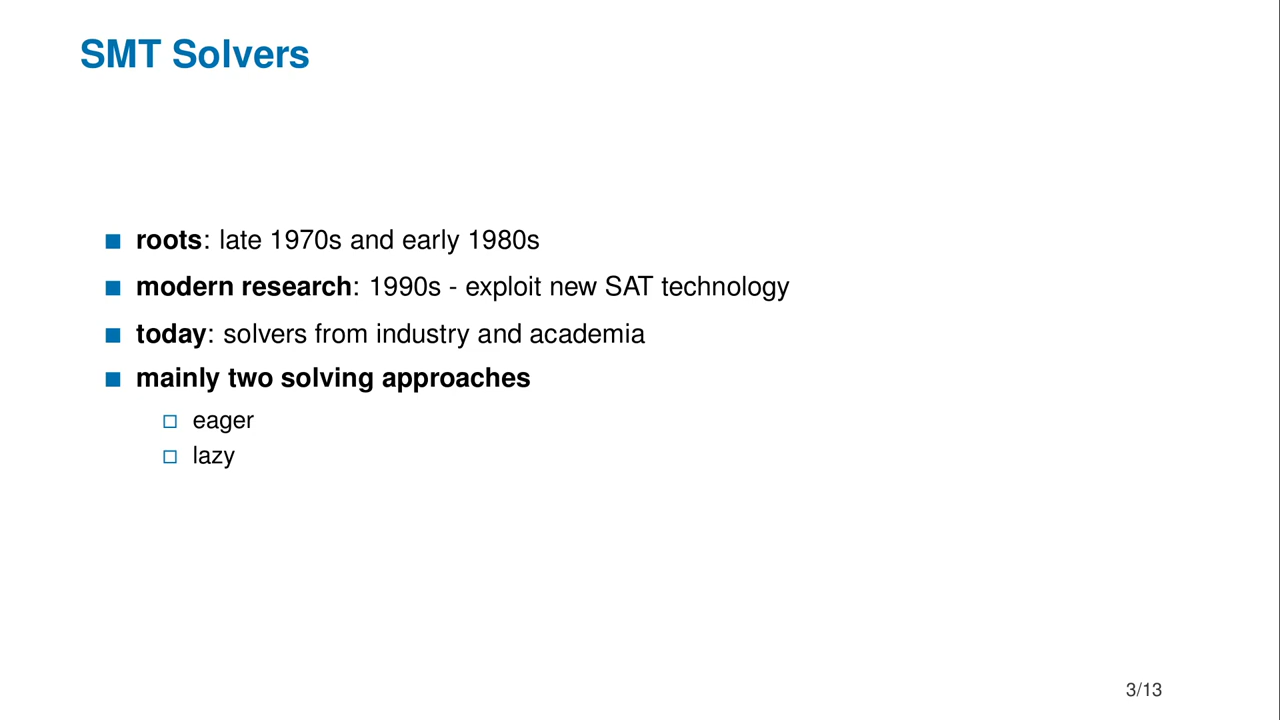 SMT Solvers
roots: late 1970s and early 1980s
modern research: 1990s - exploit new SAT technology
today: solvers from industry and academia
mainly two solving approaches
eager
lazy
3/13